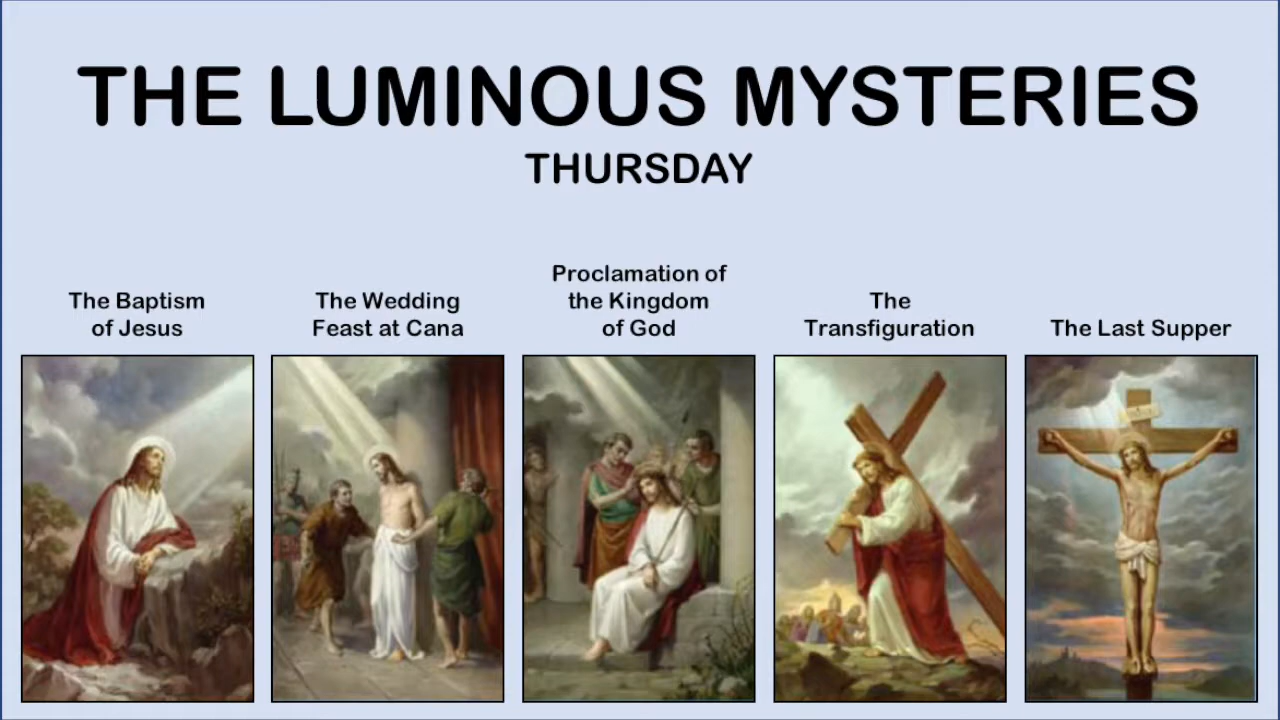 THE LUMINOUS MYSTERIES
THURSDAY
The Baptism
of Jesus
The Wedding
Feast at Cana
Proclamation of
the Kingdom
of God
The
Transfiguration
The Last Supper